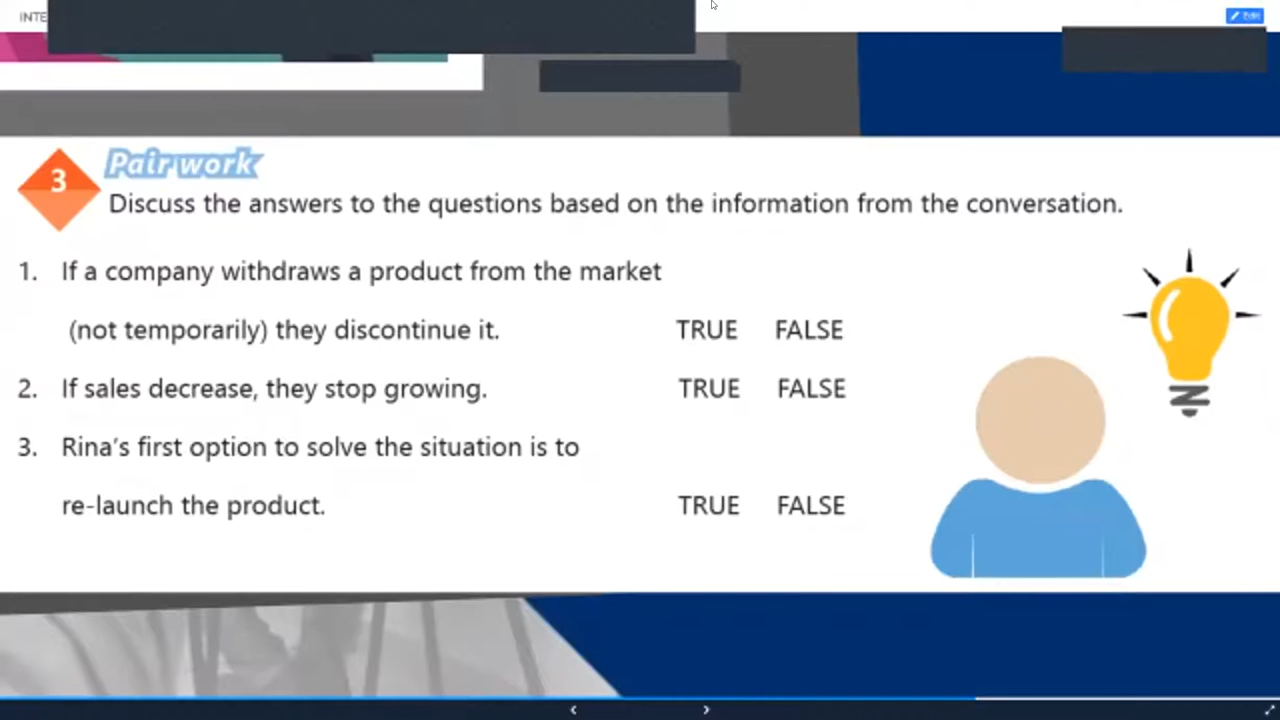 INTE
Edit
3
Pair work
Discuss the answers to the questions based on the information from the conversation.
1. If a company withdraws a product from the market
(not temporarily) they discontinue it. TRUE FALSE
2. If sales decrease, they stop growing. TRUE FALSE
3. Rina's first option to solve the situation is to
re-launch the product. TRUE FALSE